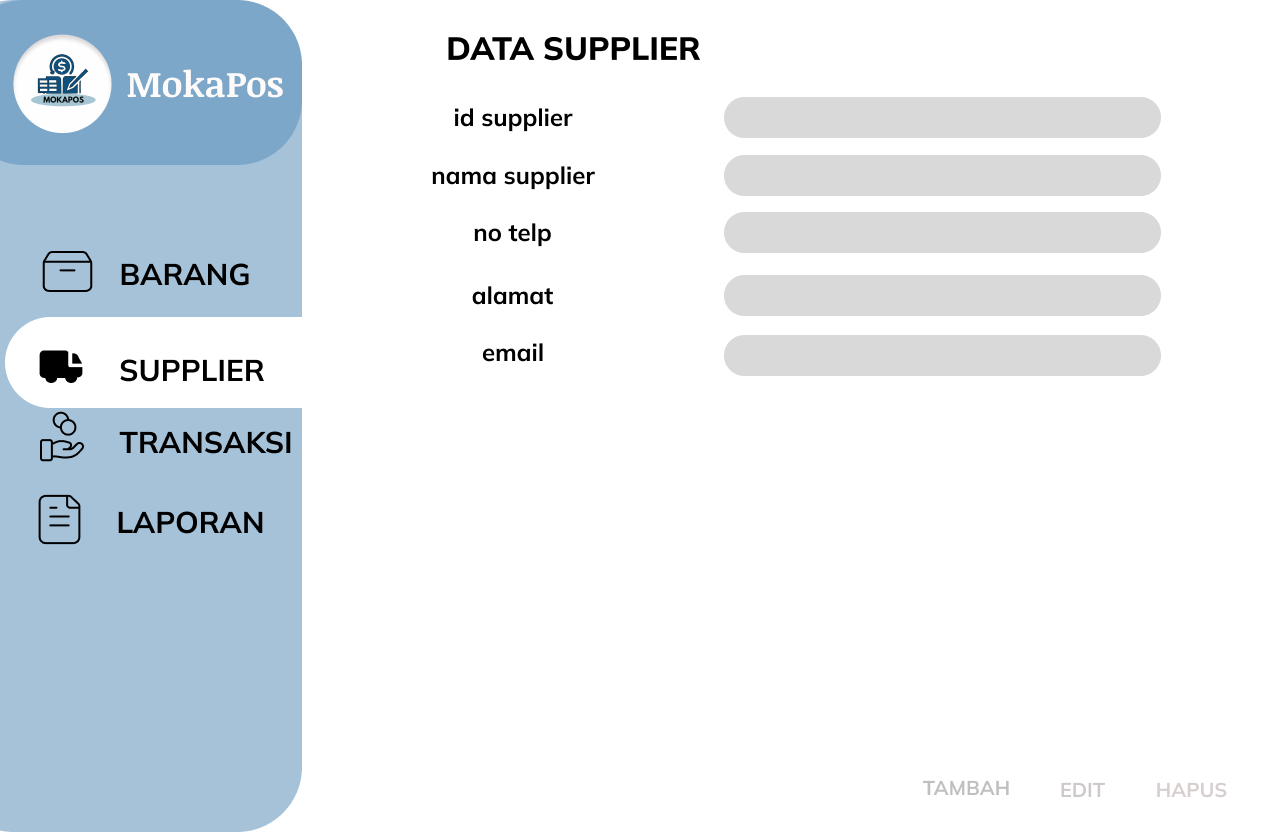 MOKAPOS
MokaPos
BARANG
SUPPLIER
TRANSAKSI
LAPORAN
DATA SUPPLIER
id supplier
nama supplier
no telp
alamat
email
TAMBAH
EDIT
HAPUS